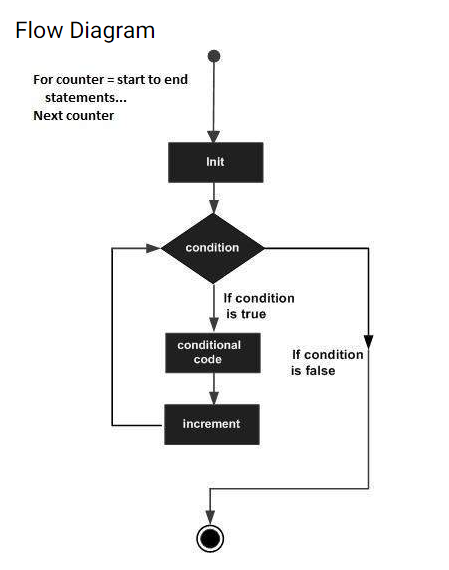 Flow Diagram
For counter = start to end
statements...
Next counter
Init
condition
If condition
is true
conditional
code
If condition
is false
increment